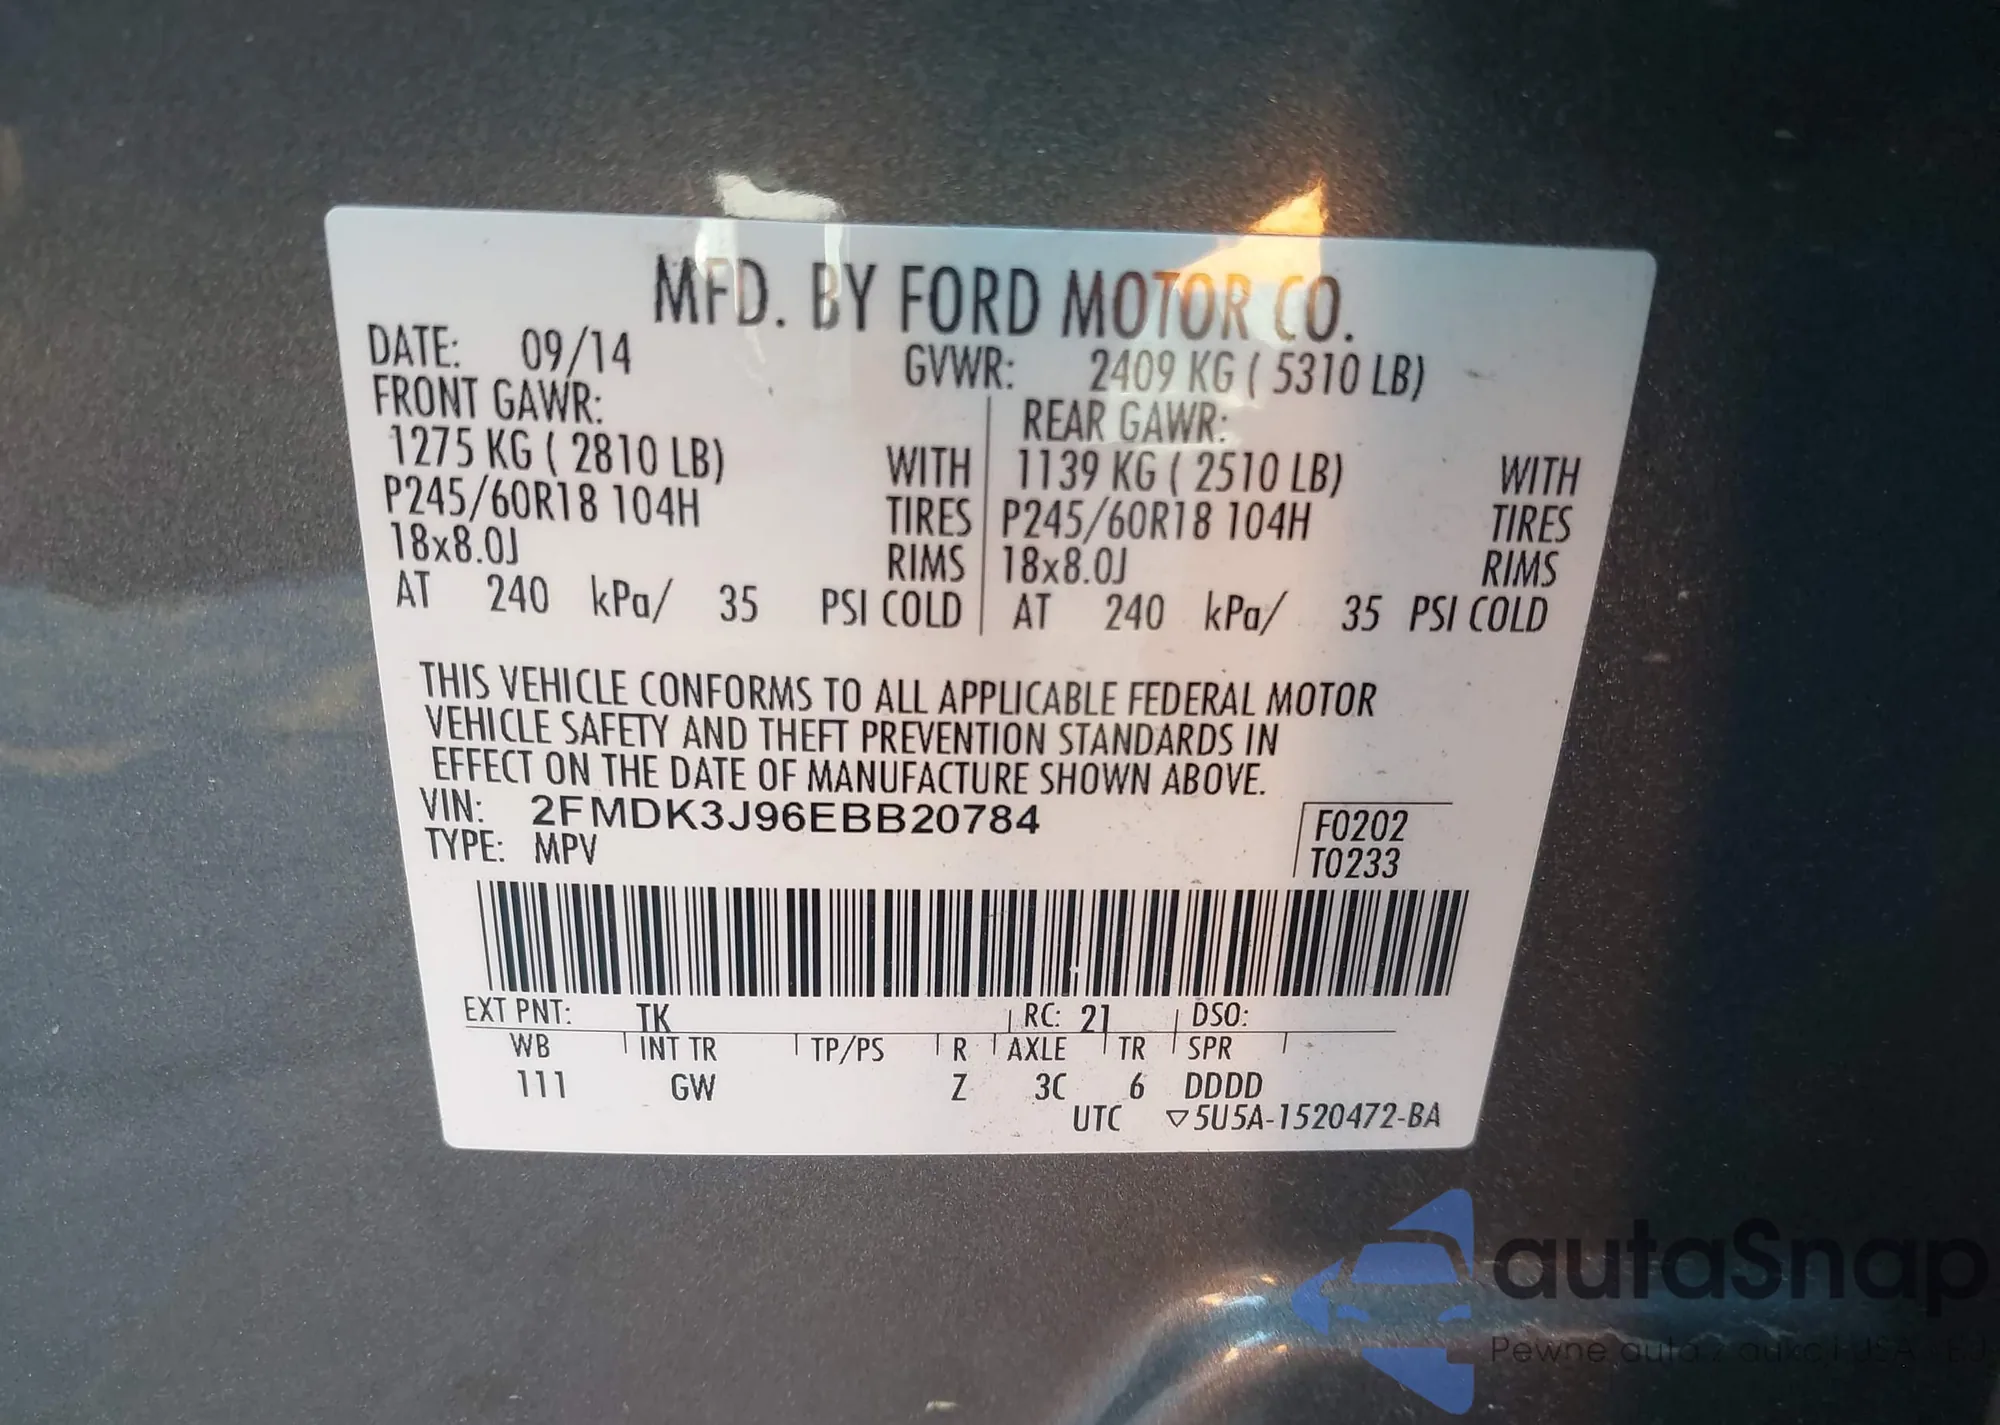 MFD. BY FORD MOTOR CO.
DATE: 09/14 GVWR: 2409 KG ( 5310 LB)
FRONT GAWR: REAR GAWR:
1275 KG ( 2810 LB) WITH 1139 KG ( 2510 LB) WITH
P245/60R18 104H TIRES P245/60R18 104H TIRES
18x8.0J RIMS 18x8.0J RIMS
AT 240 kPa/ 35 PSI COLD AT 240 kPa/ 35 PSI COLD
THIS VEHICLE CONFORMS TO ALL APPLICABLE FEDERAL MOTOR
VEHICLE SAFETY AND THEFT PREVENTION STANDARDS IN
EFFECT ON THE DATE OF MANUFACTURE SHOWN ABOVE.
VIN: 2FMDK3J96EBB20784 F0202
TYPE: MPV T0233
EXT PNT: TK RC: 21 DSO:
WB INT TR TP/PS R AXLE TR SPR
111 GW Z 3C 6 DDDD
UTC ▽5U5A-1520472-BA
autaSnap
Pewne auta z aukcji USA i EU